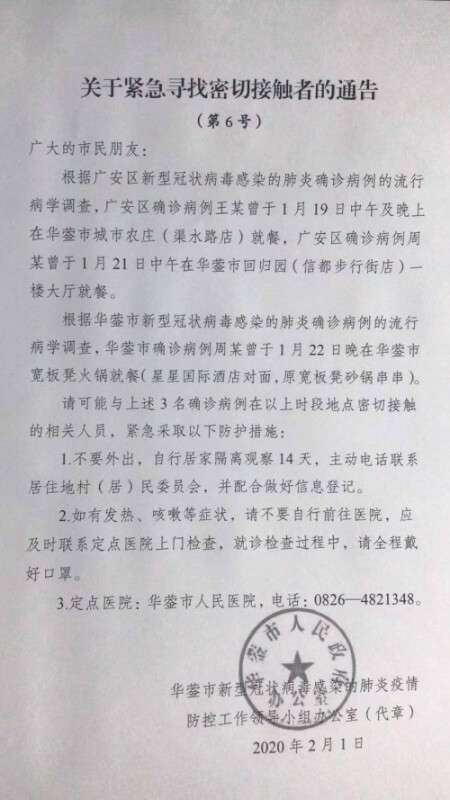 关于紧急寻找密切接触者的通告
（第6号）
广大的市民朋友：
根据广安区新型冠状病毒感染的肺炎确诊病例的流行
病学调查，广安区确诊病例王某曾于1月19日中午及晚上
在华蓥市城市农庄（渠水路店）就餐，广安区确诊病例周
某曾于1月21日中午在华蓥市回归园（信都步行街店）一
楼大厅就餐。
根据华蓥市新型冠状病毒感染的肺炎确诊病例的流行
病学调查，华蓥市确诊病例周某曾于1月22日晚在华蓥市
宽板凳火锅就餐（星星国际酒店对面，原宽板凳砂锅串串）。
请可能与上述3名确诊病例在以上时段地点密切接触
的相关人员，紧急采取以下防护措施：
1.不要外出，自行居家隔离观察14天，主动电话联系
居住地村（居）民委员会，并配合做好信息登记。
2.如有发热、咳嗽等症状，请不要自行前往医院，应
及时联系定点医院上门检查，就诊检查过程中，请全程戴
好口罩。
3.定点医院：华蓥市人民医院，电话：0826—4821348。
华蓥市人民政府
办公室
华蓥市新型冠状病毒感染的肺炎疫情
防控工作领导小组办公室（代章）
2020年2月1日